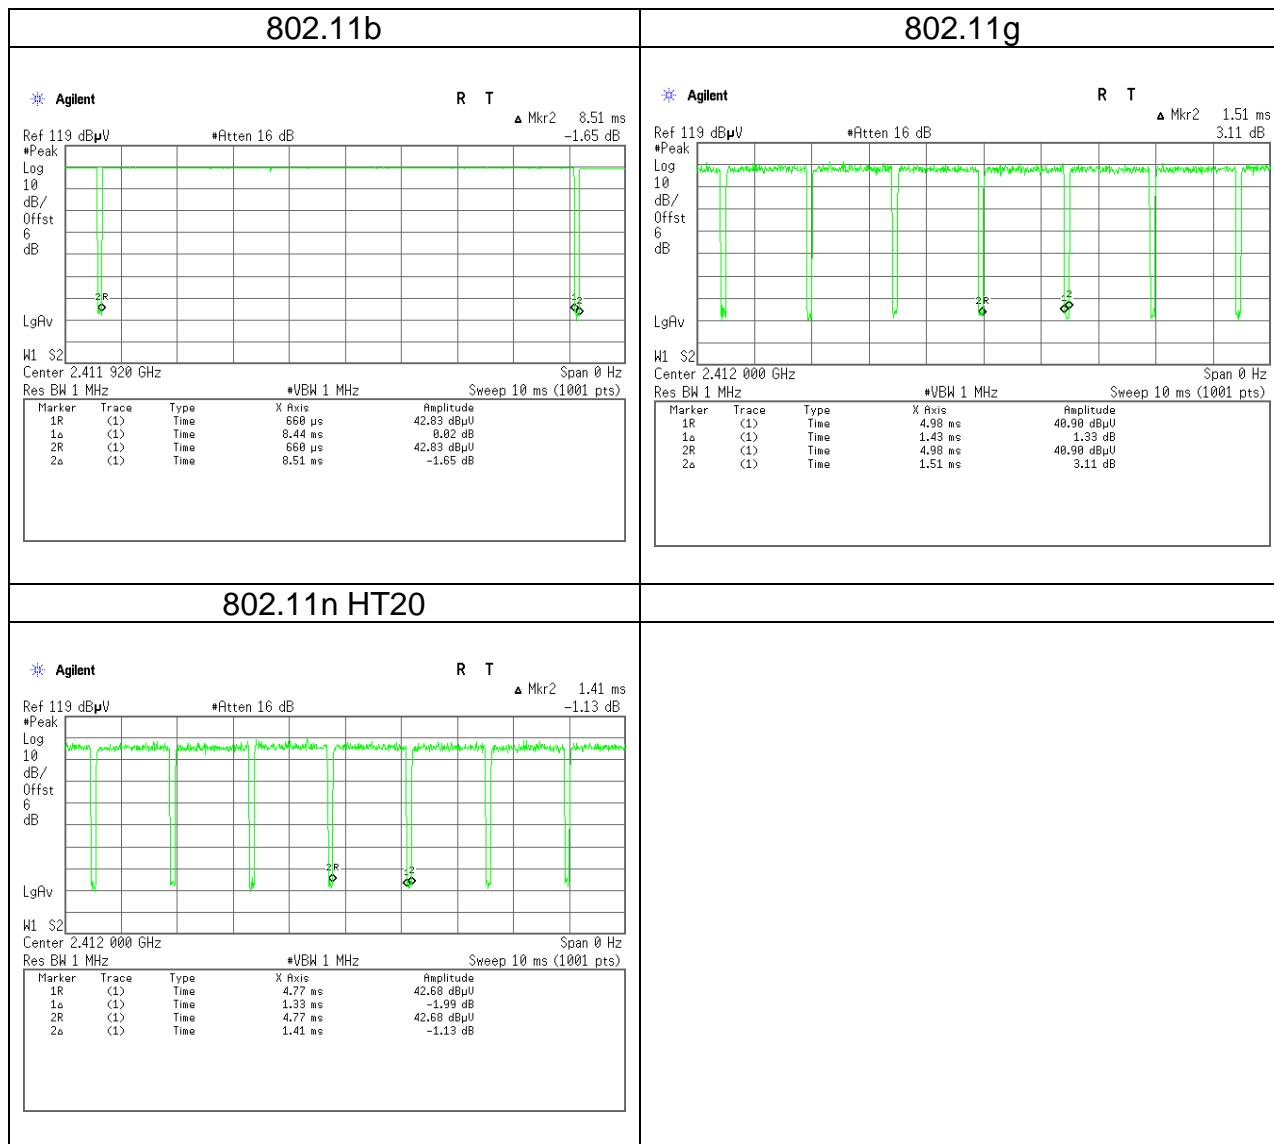 802.11b
Agilent
R T
Δ Mkr2 8.51 ms
Ref 119 dBµV #Atten 16 dB -1.65 dB
#Peak
Log
10
dB/
Offst
6
dB
2R
1
2
LgAv
W1 S2
Center 2.411 920 GHz Span 0 Hz
Res BW 1 MHz #VBW 1 MHz Sweep 10 ms (1001 pts)
Marker Trace Type X Axis Amplitude
1R (1) Time 660 µs 42.83 dBµV
1Δ (1) Time 8.44 ms 0.02 dB
2R (1) Time 660 µs 42.83 dBµV
2Δ (1) Time 8.51 ms -1.65 dB
802.11g
Agilent
R T
Δ Mkr2 1.51 ms
Ref 119 dBµV #Atten 16 dB 3.11 dB
#Peak
Log
10
dB/
Offst
6
dB
2R
1
2
LgAv
W1 S2
Center 2.412 000 GHz Span 0 Hz
Res BW 1 MHz #VBW 1 MHz Sweep 10 ms (1001 pts)
Marker Trace Type X Axis Amplitude
1R (1) Time 4.98 ms 40.90 dBµV
1Δ (1) Time 1.43 ms 1.33 dB
2R (1) Time 4.98 ms 40.90 dBµV
2Δ (1) Time 1.51 ms 3.11 dB
802.11n HT20
Agilent
R T
Δ Mkr2 1.41 ms
Ref 119 dBµV #Atten 16 dB -1.13 dB
#Peak
Log
10
dB/
Offst
6
dB
2R
1
2
LgAv
W1 S2
Center 2.412 000 GHz Span 0 Hz
Res BW 1 MHz #VBW 1 MHz Sweep 10 ms (1001 pts)
Marker Trace Type X Axis Amplitude
1R (1) Time 4.77 ms 42.68 dBµV
1Δ (1) Time 1.33 ms -1.99 dB
2R (1) Time 4.77 ms 42.68 dBµV
2Δ (1) Time 1.41 ms -1.13 dB